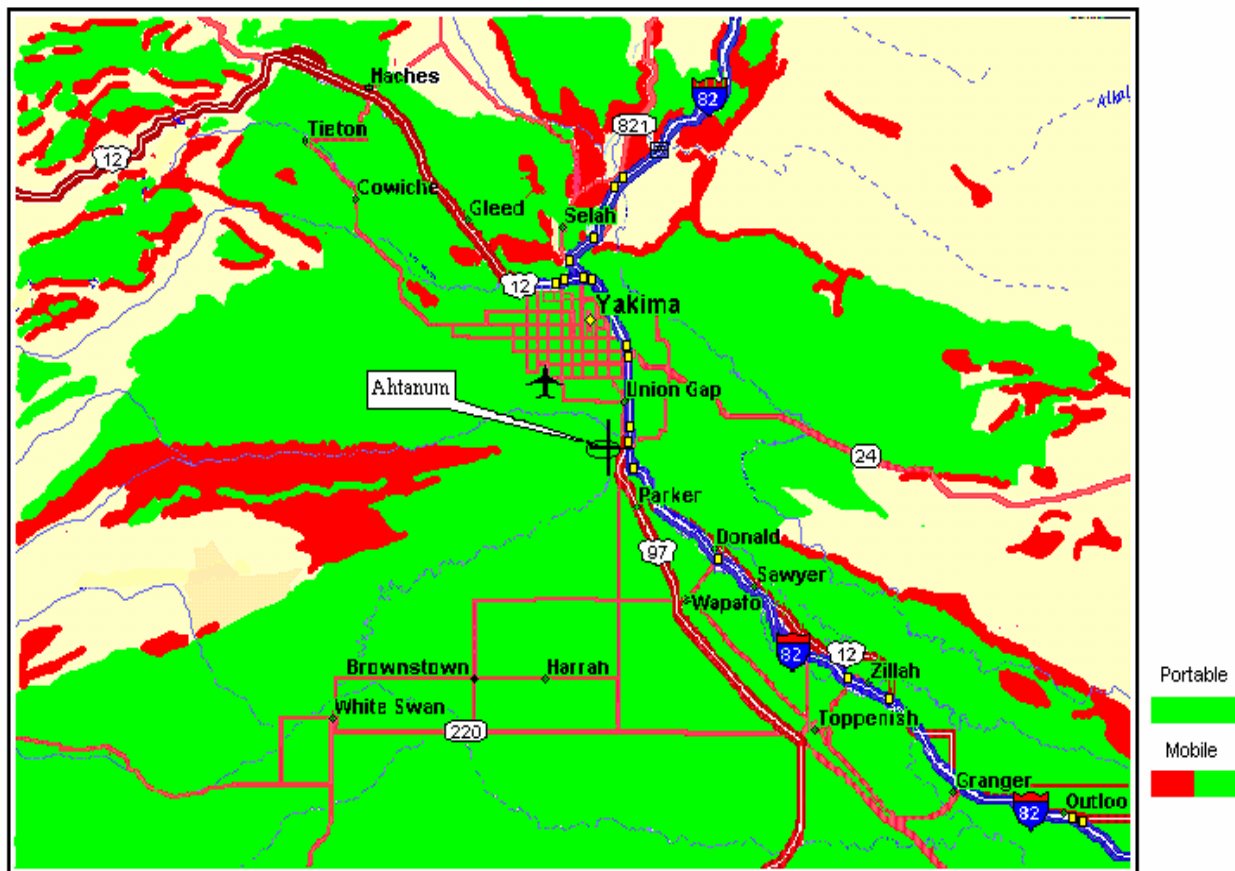 Haches
82
Alkal
821
Tieton
12
Cowiche
Gleed
Selah
12
Yakima
Ahtanum
Union Gap
24
Parker
97
Donald
Sawyer
Wapato
82
12
Brownstown
Harrah
Zillah
White Swan
220
Toppenish
Granger
82
Outloo
Portable
Mobile